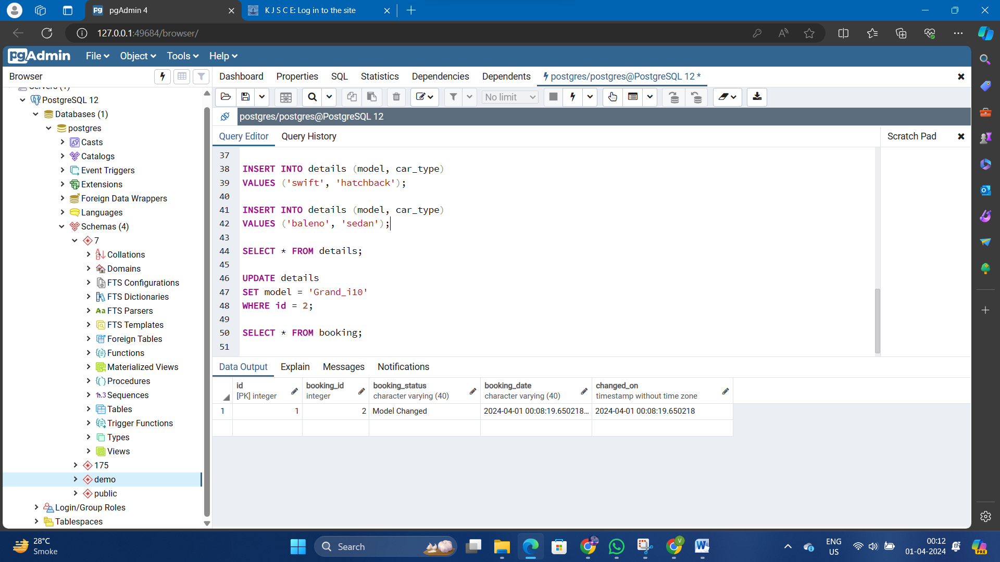 pgAdmin 4
K J S C E: Log in to the site
127.0.0.1:49684/browser/
pgAdmin
File
Object
Tools
Help
Browser
Dashboard
Properties
SQL
Statistics
Dependencies
Dependents
postgres/postgres@PostgreSQL 12 *
Servers (1)
PostgreSQL 12
Databases (1)
postgres
Casts
Catalogs
Event Triggers
Extensions
Foreign Data Wrappers
Languages
Schemas (4)
7
Collations
Domains
FTS Configurations
FTS Dictionaries
FTS Parsers
FTS Templates
Foreign Tables
Functions
Materialized Views
Procedures
1..3 Sequences
Tables
Trigger Functions
Types
Views
175
demo
public
Login/Group Roles
Tablespaces
No limit
postgres/postgres@PostgreSQL 12
Query Editor
Query History
Scratch Pad
37
38 INSERT INTO details (model, car_type)
39 VALUES ('swift', 'hatchback');
40
41 INSERT INTO details (model, car_type)
42 VALUES ('baleno', 'sedan');
43
44 SELECT * FROM details;
45
46 UPDATE details
47 SET model = 'Grand_i10'
48 WHERE id = 2;
49
50 SELECT * FROM booking;
51
Data Output
Explain
Messages
Notifications
id
[PK] integer
booking_id
integer
booking_status
character varying (40)
booking_date
character varying (40)
changed_on
timestamp without time zone
1 1 2 Model Changed 2024-04-01 00:08:19.650218... 2024-04-01 00:08:19.650218
28°C
Smoke
Search
ENG
US
00:12
01-04-2024
PRE